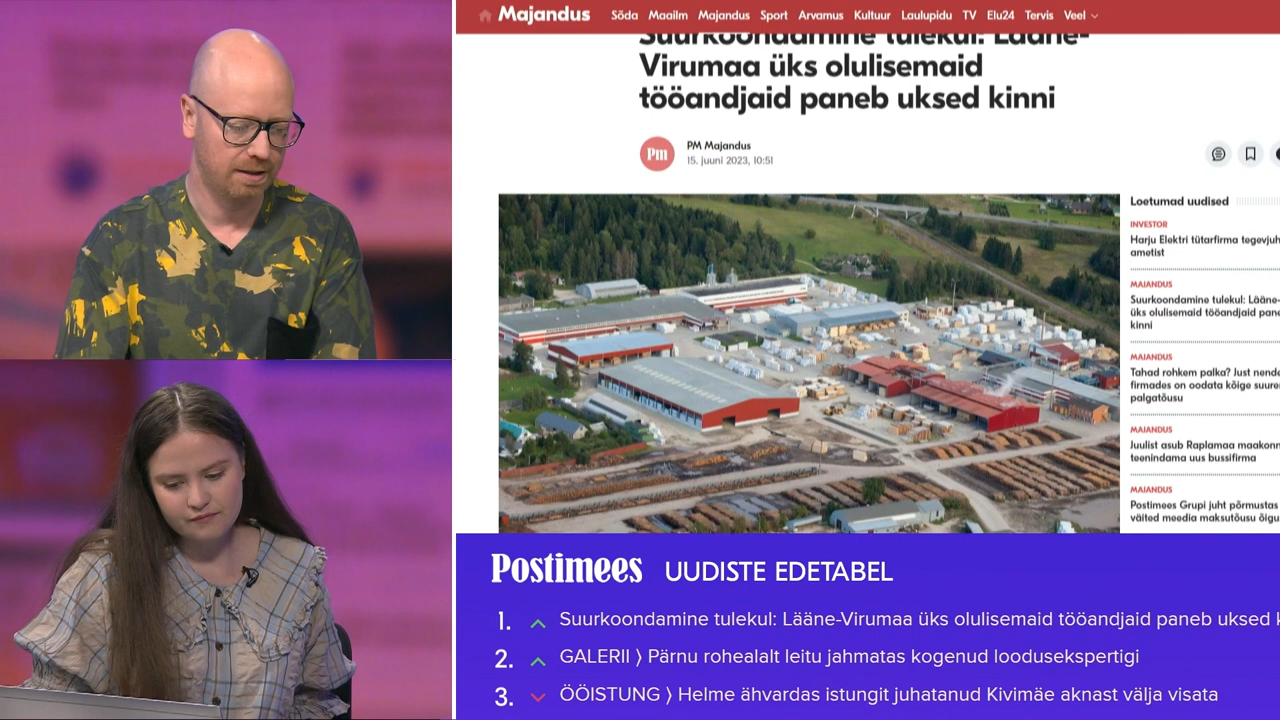 Majandus Sõda Maailm Majandus Sport Arvamus Kultuur Laulupidu TV Elu24 Tervis Veel
Suurkoondamine tulekul: Lääne-
Virumaa üks olulisemaid
tööandjaid paneb uksed kinni
Pm
PM Majandus
15. juuni 2023, 10:51
Loetumad uudised
INVESTOR
Harju Elektri tütarfirma tegevjuh
ametist
MAJANDUS
Suurkoondamine tulekul: Lääne-
üks olulisemaid tööandjaid pane
kinni
MAJANDUS
Tahad rohkem palka? Just nende
firmades on oodata kõige suure
palgatõusu
MAJANDUS
Juulist asub Raplamaa maakonn
teenindama uus bussifirma
MAJANDUS
Postimees Grupi juht põrmustas
väited meedia maksutõusu õigu
Postimees UUDISTE EDETABEL
1. Suurkoondamine tulekul: Lääne-Virumaa üks olulisemaid tööandjaid paneb uksed k
2. GALERII ⟩ Pärnu rohealalt leitu jahmatas kogenud loodusekspertigi
3. ÖÖISTUNG ⟩ Helme ähvardas istungit juhatanud Kivimäe aknast välja visata